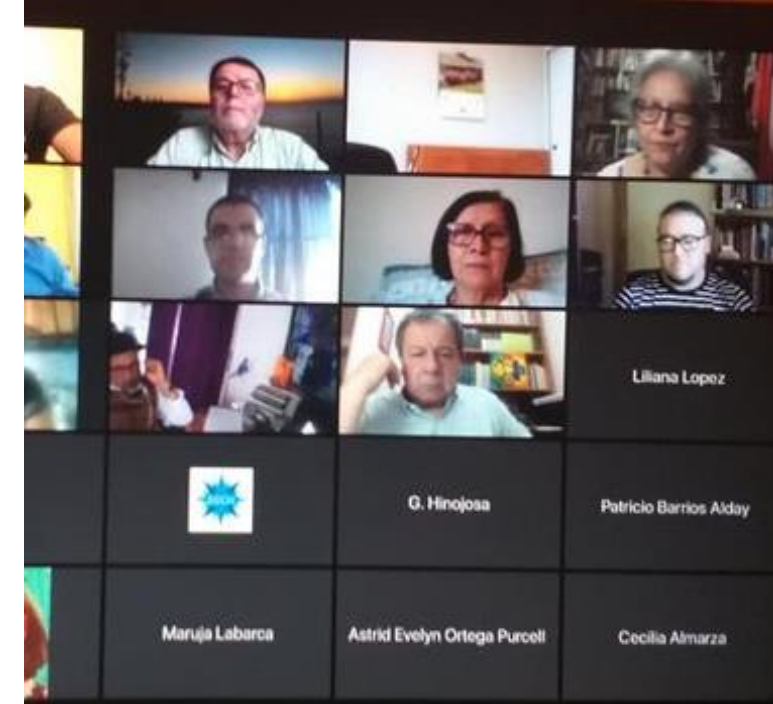 Liliana Lopez
G. Hinojosa
Patricio Barrios Alday
Maruja Labarca
Astrid Evelyn Ortega Purcell
Cecilia Almarza